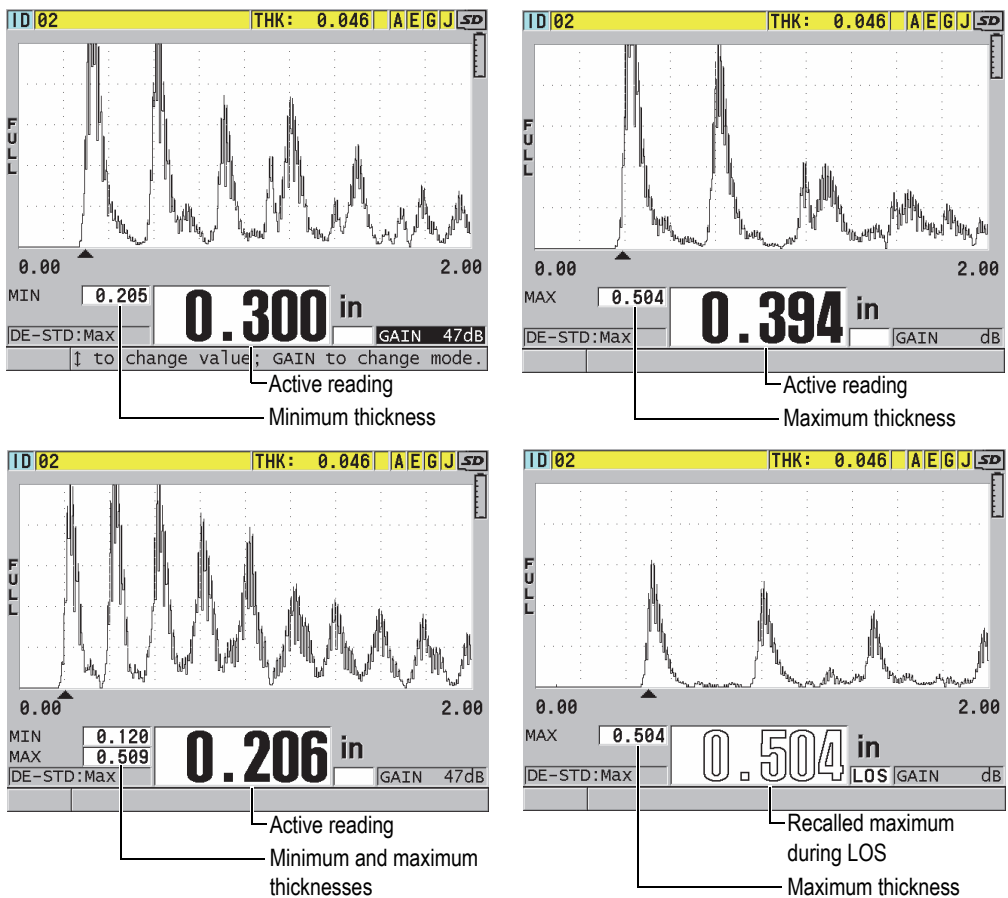 ID 02 THK: 0.046 A E G J SD
FULL
0.00 2.00
MIN 0.205 0.300 in
DE-STD:Max GAIN 47dB
↕ to change value; GAIN to change mode.
Active reading
Minimum thickness
ID 02 THK: 0.046 A E G J SD
FULL
0.00 2.00
MAX 0.504 0.394 in
DE-STD:Max GAIN dB
Active reading
Maximum thickness
ID 02 THK: 0.046 A E G J SD
FULL
0.00 2.00
MIN 0.120 0.206 in
MAX 0.509
DE-STD:Max GAIN 47dB
Active reading
Minimum and maximum
thicknesses
ID 02 THK: 0.046 A E G J SD
FULL
0.00 2.00
MAX 0.504 0.504 in
DE-STD:Max LOS GAIN dB
Recalled maximum
during LOS
Maximum thickness